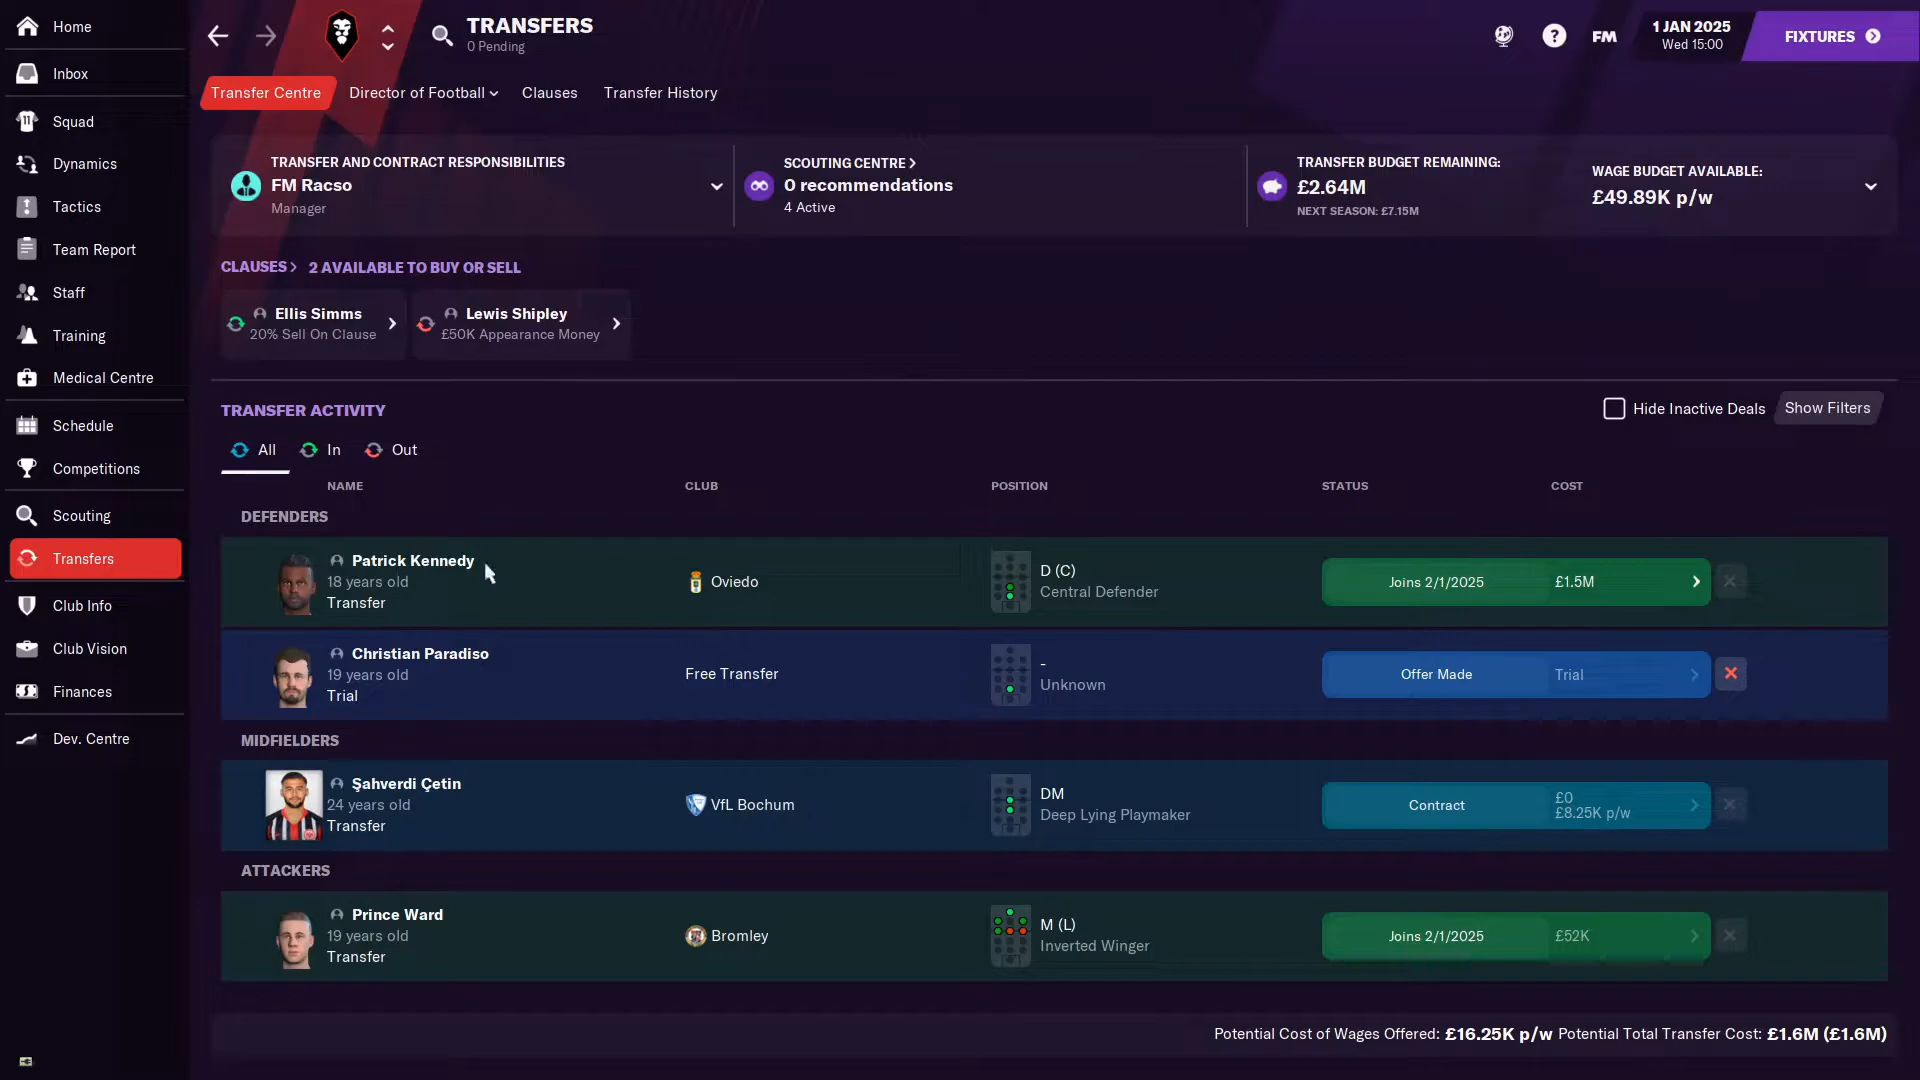 Home
Inbox
Squad
Dynamics
Tactics
Team Report
Staff
Training
Medical Centre
Schedule
Competitions
Scouting
Transfers
Club Info
Club Vision
Finances
Dev. Centre
TRANSFERS
0 Pending
?
FM
1 JAN 2025
Wed 15:00
FIXTURES
Transfer Centre
Director of Football
Clauses
Transfer History
TRANSFER AND CONTRACT RESPONSIBILITIES
FM Racso
Manager
SCOUTING CENTRE >
0 recommendations
4 Active
TRANSFER BUDGET REMAINING:
£2.64M
NEXT SEASON: £7.15M
WAGE BUDGET AVAILABLE:
£49.89K p/w
CLAUSES > 2 AVAILABLE TO BUY OR SELL
Ellis Simms
20% Sell On Clause
Lewis Shipley
£50K Appearance Money
TRANSFER ACTIVITY
Hide Inactive Deals
Show Filters
All
In
Out
NAME CLUB POSITION STATUS COST
DEFENDERS
Patrick Kennedy
18 years old
Transfer
Oviedo
D (C)
Central Defender
Joins 2/1/2025
£1.5M
Christian Paradiso
19 years old
Trial
Free Transfer
-
Unknown
Offer Made
Trial
MIDFIELDERS
Şahverdi Çetin
24 years old
Transfer
VfL Bochum
DM
Deep Lying Playmaker
Contract
£0
£8.25K p/w
ATTACKERS
Prince Ward
19 years old
Transfer
Bromley
M (L)
Inverted Winger
Joins 2/1/2025
£52K
Potential Cost of Wages Offered: £16.25K p/w Potential Total Transfer Cost: £1.6M (£1.6M)